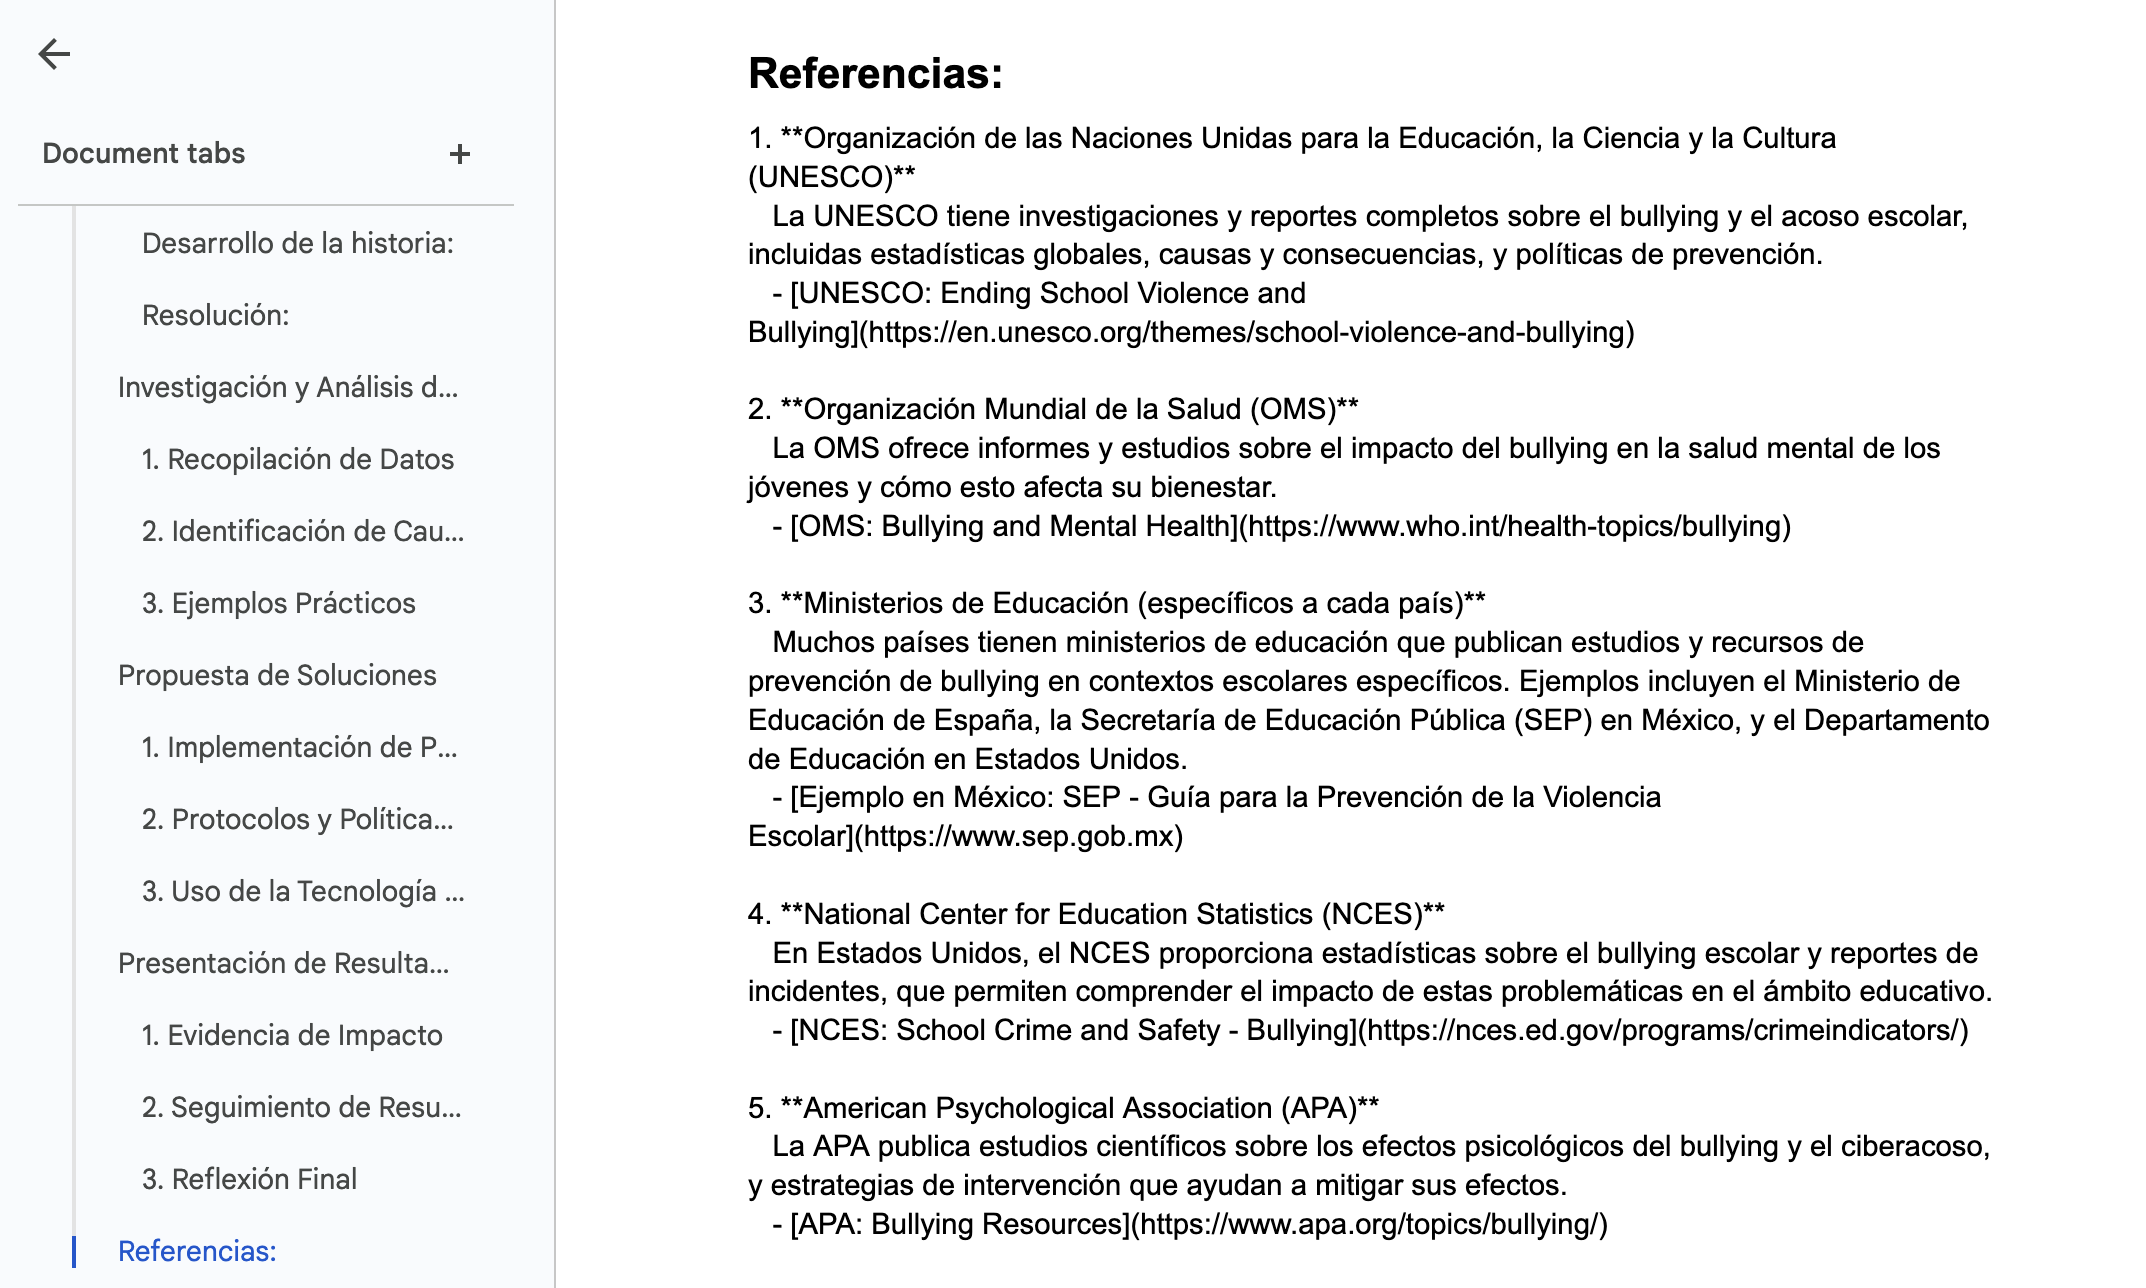 Document tabs
Desarrollo de la historia:
Resolución:
Investigación y Análisis d...
1. Recopilación de Datos
2. Identificación de Cau...
3. Ejemplos Prácticos
Propuesta de Soluciones
1. Implementación de P...
2. Protocolos y Política...
3. Uso de la Tecnología ...
Presentación de Resulta...
1. Evidencia de Impacto
2. Seguimiento de Resu...
3. Reflexión Final
Referencias:
Referencias:
1. **Organización de las Naciones Unidas para la Educación, la Ciencia y la Cultura
(UNESCO)**
La UNESCO tiene investigaciones y reportes completos sobre el bullying y el acoso escolar,
incluidas estadísticas globales, causas y consecuencias, y políticas de prevención.
- [UNESCO: Ending School Violence and
Bullying](https://en.unesco.org/themes/school-violence-and-bullying)
2. **Organización Mundial de la Salud (OMS)**
La OMS ofrece informes y estudios sobre el impacto del bullying en la salud mental de los
jóvenes y cómo esto afecta su bienestar.
- [OMS: Bullying and Mental Health](https://www.who.int/health-topics/bullying)
3. **Ministerios de Educación (específicos a cada país)**
Muchos países tienen ministerios de educación que publican estudios y recursos de
prevención de bullying en contextos escolares específicos. Ejemplos incluyen el Ministerio de
Educación de España, la Secretaría de Educación Pública (SEP) en México, y el Departamento
de Educación en Estados Unidos.
- [Ejemplo en México: SEP - Guía para la Prevención de la Violencia
Escolar](https://www.sep.gob.mx)
4. **National Center for Education Statistics (NCES)**
En Estados Unidos, el NCES proporciona estadísticas sobre el bullying escolar y reportes de
incidentes, que permiten comprender el impacto de estas problemáticas en el ámbito educativo.
- [NCES: School Crime and Safety - Bullying](https://nces.ed.gov/programs/crimeindicators/)
5. **American Psychological Association (APA)**
La APA publica estudios científicos sobre los efectos psicológicos del bullying y el ciberacoso,
y estrategias de intervención que ayudan a mitigar sus efectos.
- [APA: Bullying Resources](https://www.apa.org/topics/bullying/)